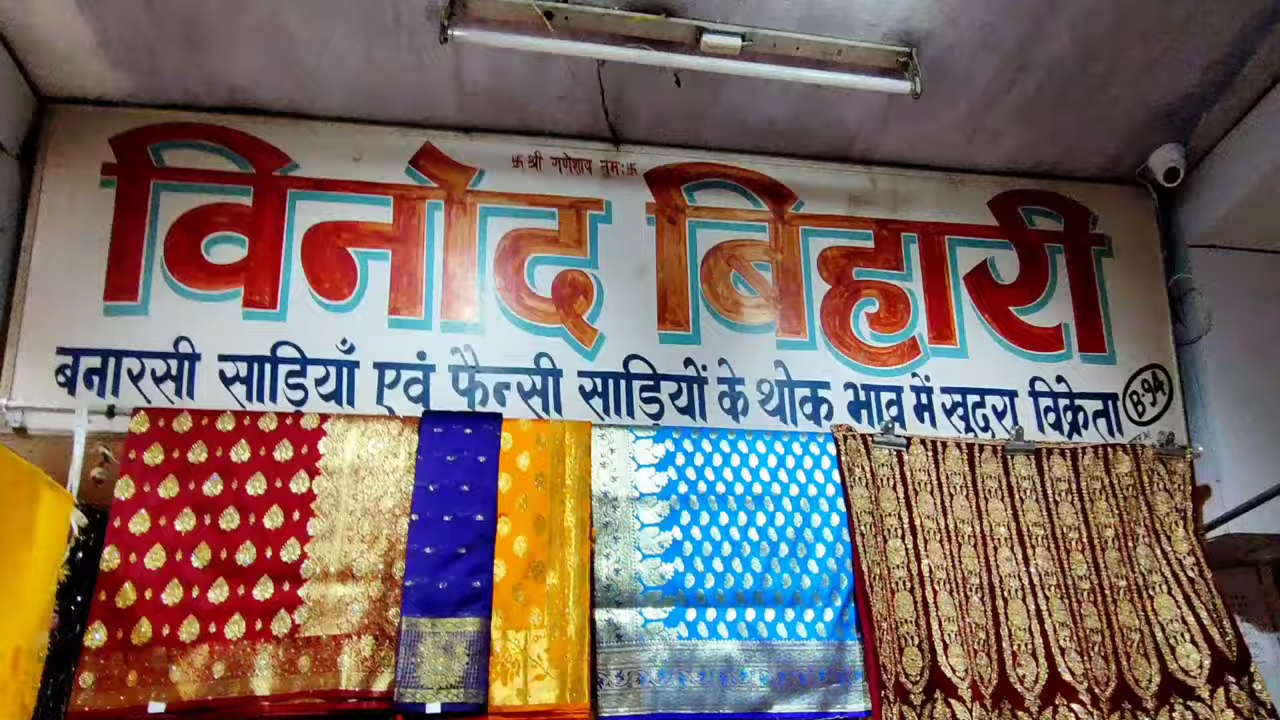 卐 श्री गणेशाय नमः 卐
विनोद बिहारी
बनारसी साड़ियाँ एवं फैन्सी साड़ियों के थोक भाव में खुदरा विक्रेता B-94